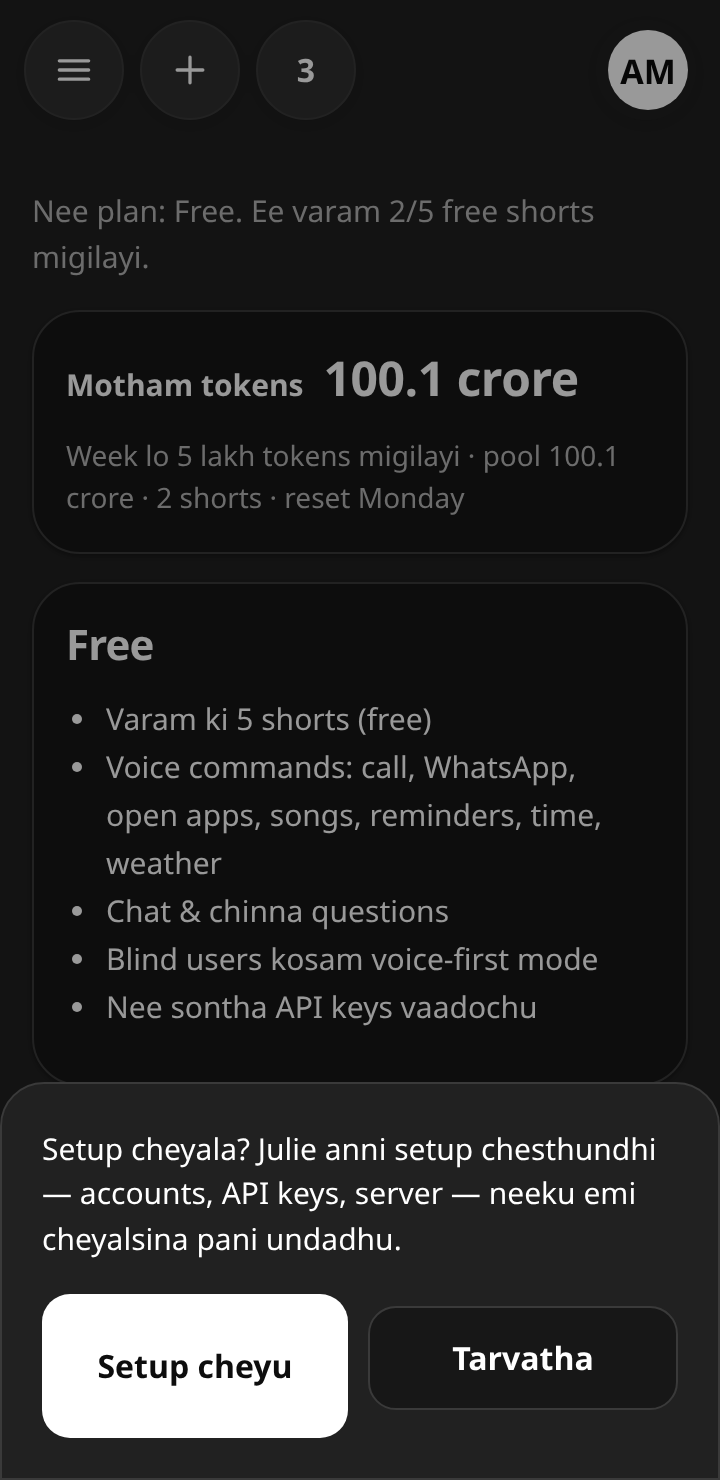 3
AM
Nee plan: Free. Ee varam 2/5 free shorts
migilayi.
Motham tokens 100.1 crore
Week lo 5 lakh tokens migilayi · pool 100.1
crore · 2 shorts · reset Monday
Free
• Varam ki 5 shorts (free)
• Voice commands: call, WhatsApp,
open apps, songs, reminders, time,
weather
• Chat & chinna questions
• Blind users kosam voice-first mode
• Nee sontha API keys vaadochu
Setup cheyala? Julie anni setup chesthundhi
— accounts, API keys, server — neeku emi
cheyalsina pani undadhu.
Setup cheyu
Tarvatha